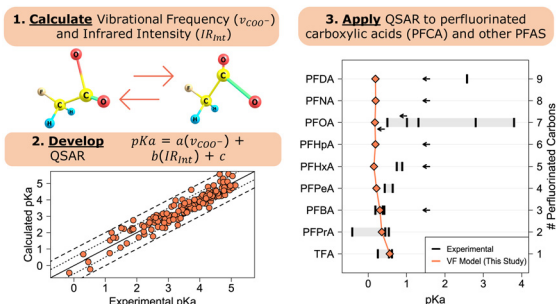 1. Calculate Vibrational Frequency (νCOO⁻)
and Infrared Intensity (IRInt)
O
O
C
C
F
H
H
O
C
O
C
F
H
H
2. Develop
QSAR
pKa = a(νCOO⁻) +
b(IRInt) + c
Calculated pKa
5
4
3
2
1
0
0
1
2
3
4
5
Experimental pKa
3. Apply QSAR to perfluorinated
carboxylic acids (PFCA) and other PFAS
PFDA
PFNA
PFOA
PFHpA
PFHxA
PFPeA
PFBA
PFPrA
TFA
9
8
7
6
5
4
3
2
1
# Perfluorinated Carbons
Experimental
VF Model (This Study)
0
1
2
3
4
pKa